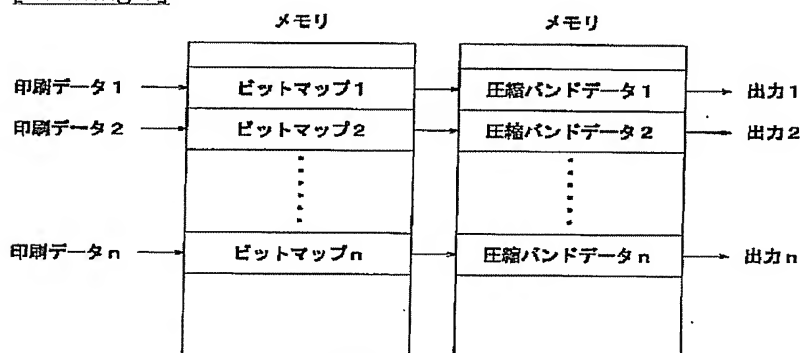 メモリ メモリ
印刷データ1 ビットマップ1 圧縮バンドデータ1 出力1
印刷データ2 ビットマップ2 圧縮バンドデータ2 出力2
印刷データn ビットマップn 圧縮バンドデータn 出力n